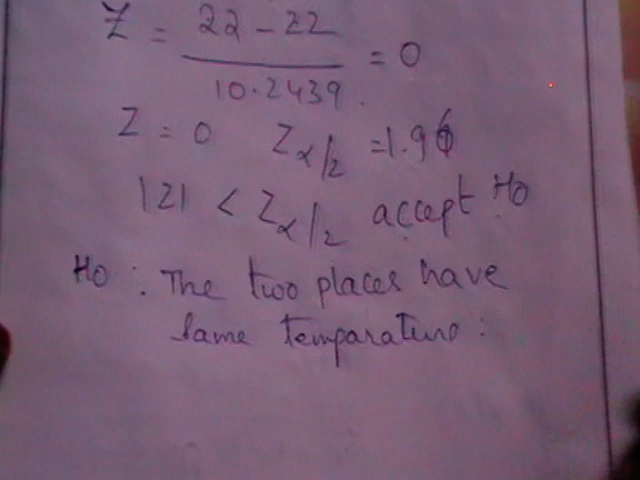 Z = 22 - 22 / 10.2439 = 0
Z = 0 Zα/2 = 1.96
|Z| < Zα/2 accept Ho
Ho : The two places have
same temparature :